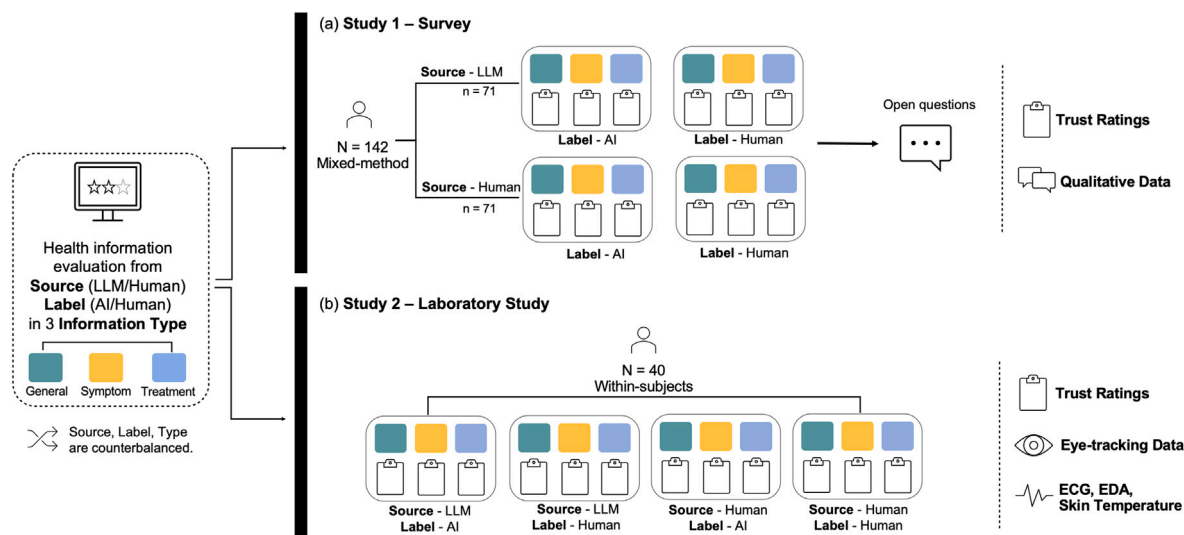 Health information
evaluation from
Source (LLM/Human)
Label (AI/Human)
in 3 Information Type
General
Symptom
Treatment
Source, Label, Type
are counterbalanced.
(a) Study 1 – Survey
N = 142
Mixed-method
Source - LLM
n = 71
Label - AI
Label - Human
Source - Human
n = 71
Label - AI
Label - Human
Open questions
Trust Ratings
Qualitative Data
(b) Study 2 – Laboratory Study
N = 40
Within-subjects
Source - LLM
Label - AI
Source - LLM
Label - Human
Source - Human
Label - AI
Source - Human
Label - Human
Trust Ratings
Eye-tracking Data
ECG, EDA,
Skin Temperature